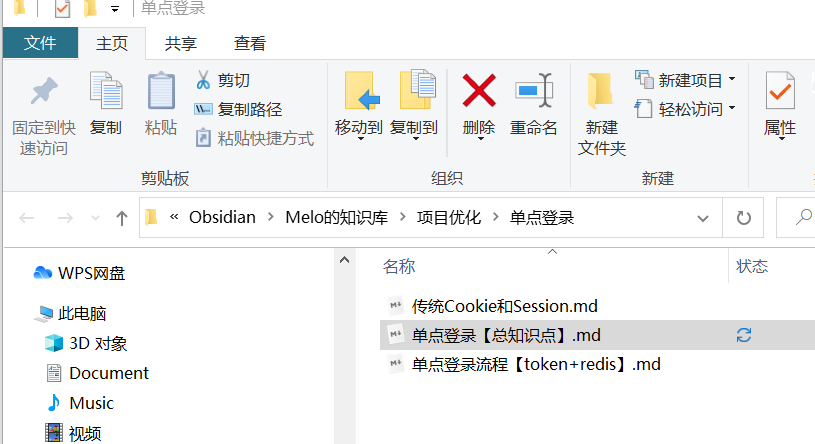 单点登录
文件 主页 共享 查看
固定到快速访问
复制
粘贴
剪切
复制路径
粘贴快捷方式
剪贴板
移动到
复制到
删除
重命名
组织
新建文件夹
新建项目
轻松访问
新建
属性
« Obsidian > Melo的知识库 > 项目优化 > 单点登录
WPS网盘
此电脑
3D 对象
Document
Music
视频
名称 状态
传统Cookie和Session.md
单点登录【总知识点】.md
单点登录流程【token+redis】.md